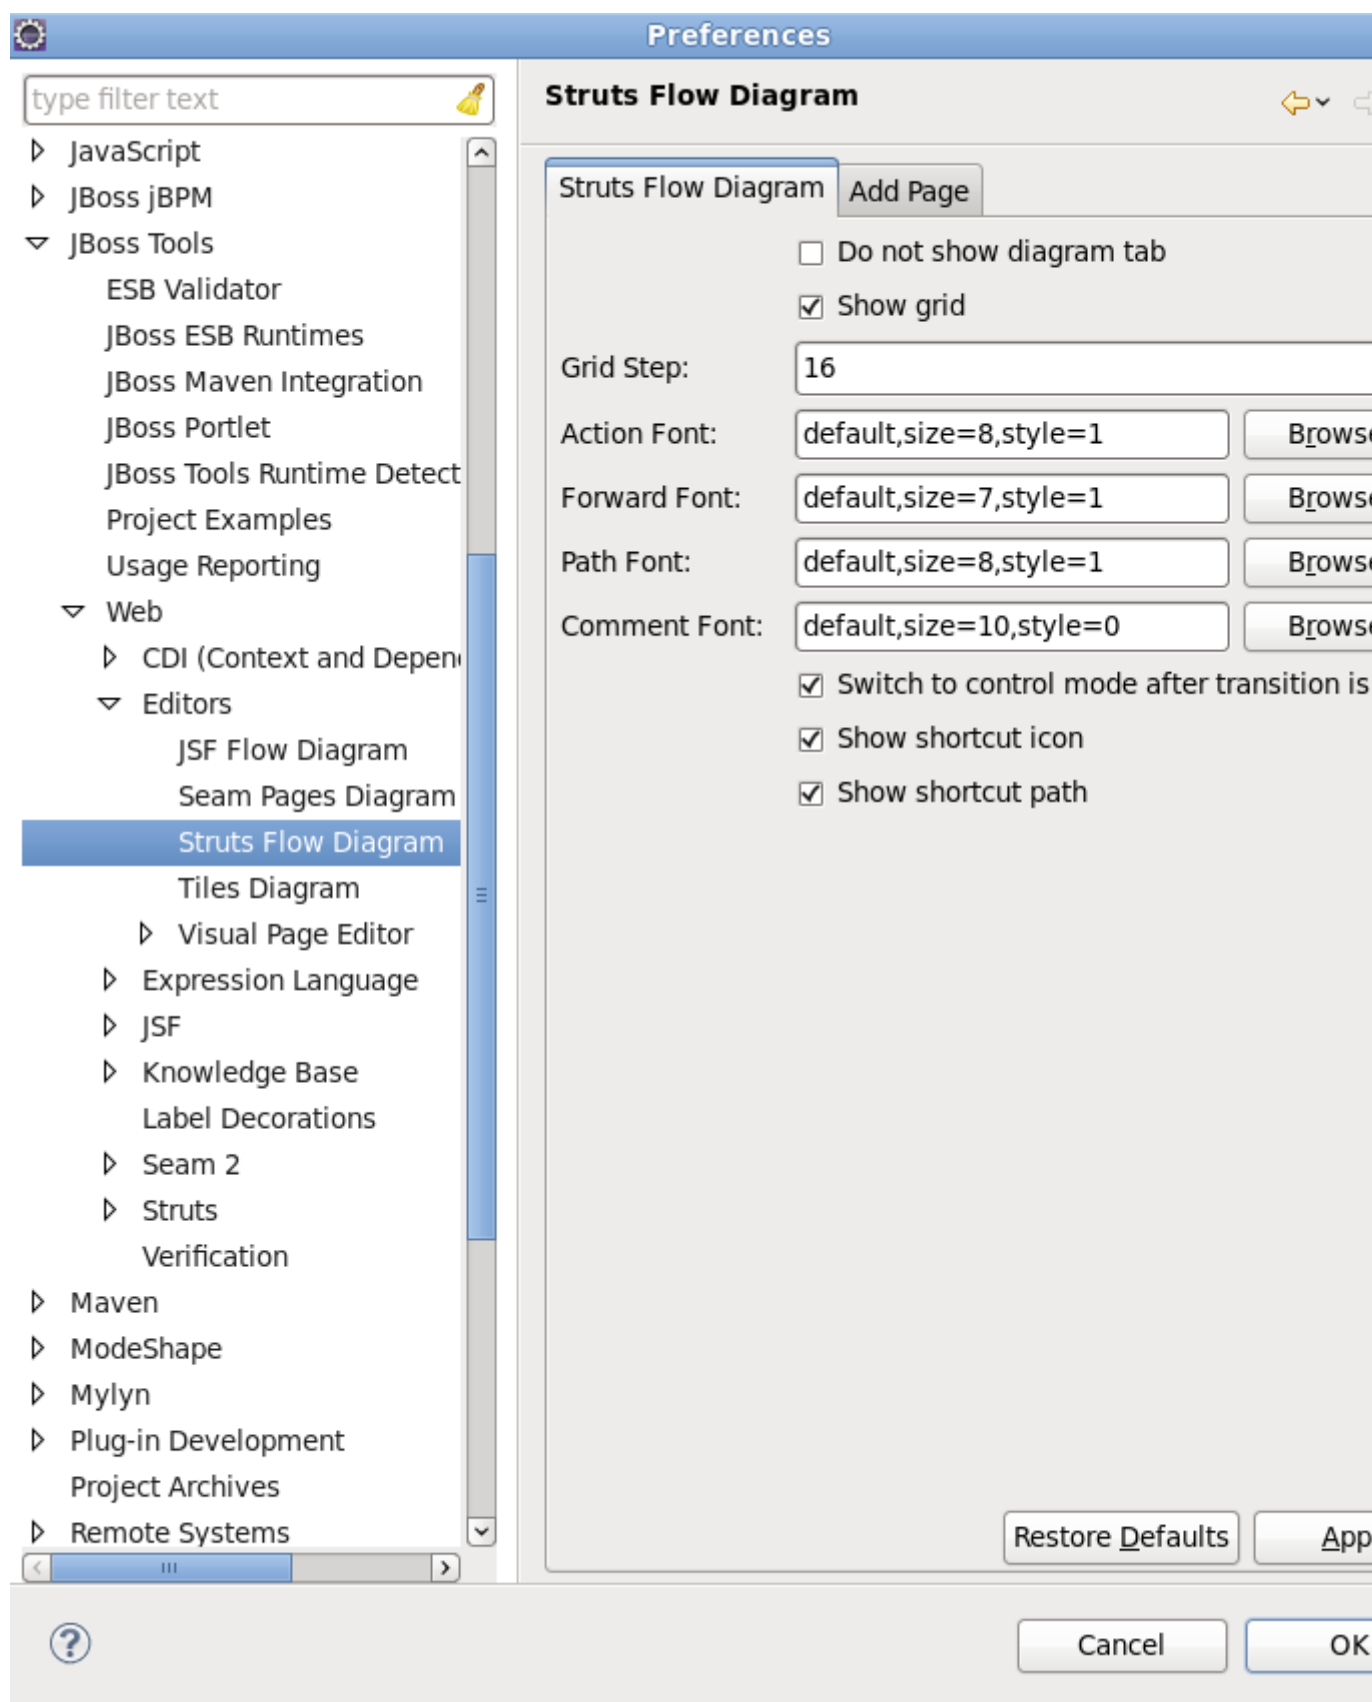 Preferences
type filter text
JavaScript
JBoss jBPM
JBoss Tools
ESB Validator
JBoss ESB Runtimes
JBoss Maven Integration
JBoss Portlet
JBoss Tools Runtime Detect
Project Examples
Usage Reporting
Web
CDI (Context and Depen
Editors
JSF Flow Diagram
Seam Pages Diagram
Struts Flow Diagram
Tiles Diagram
Visual Page Editor
Expression Language
JSF
Knowledge Base
Label Decorations
Seam 2
Struts
Verification
Maven
ModeShape
Mylyn
Plug-in Development
Project Archives
Remote Systems
Struts Flow Diagram
Struts Flow Diagram Add Page
Do not show diagram tab
Show grid
Grid Step: 16
Action Font: default,size=8,style=1 Browse
Forward Font: default,size=7,style=1 Browse
Path Font: default,size=8,style=1 Browse
Comment Font: default,size=10,style=0 Browse
Switch to control mode after transition is
Show shortcut icon
Show shortcut path
Restore Defaults App
Cancel OK